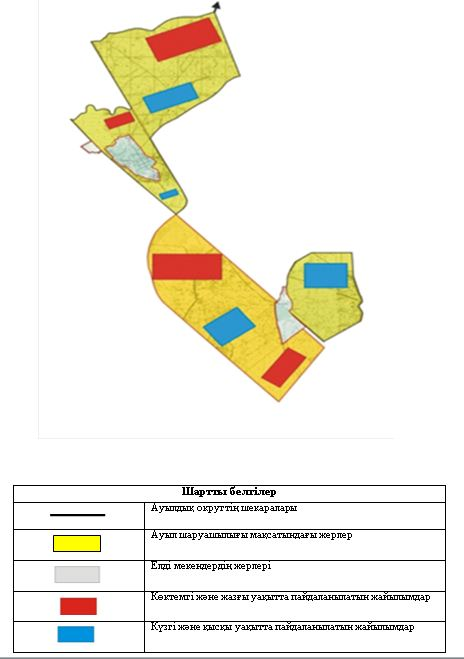 Шартты белгілер
Ауылдық округтің шекаралары
Ауыл шаруашылығы мақсатындағы жерлер
Елді мекендердің жерлері
Көктемгі және жазғы уақытта пайдаланылатын жайылымдар
Күзгі және қысқы уақытта пайдаланылатын жайылымдар